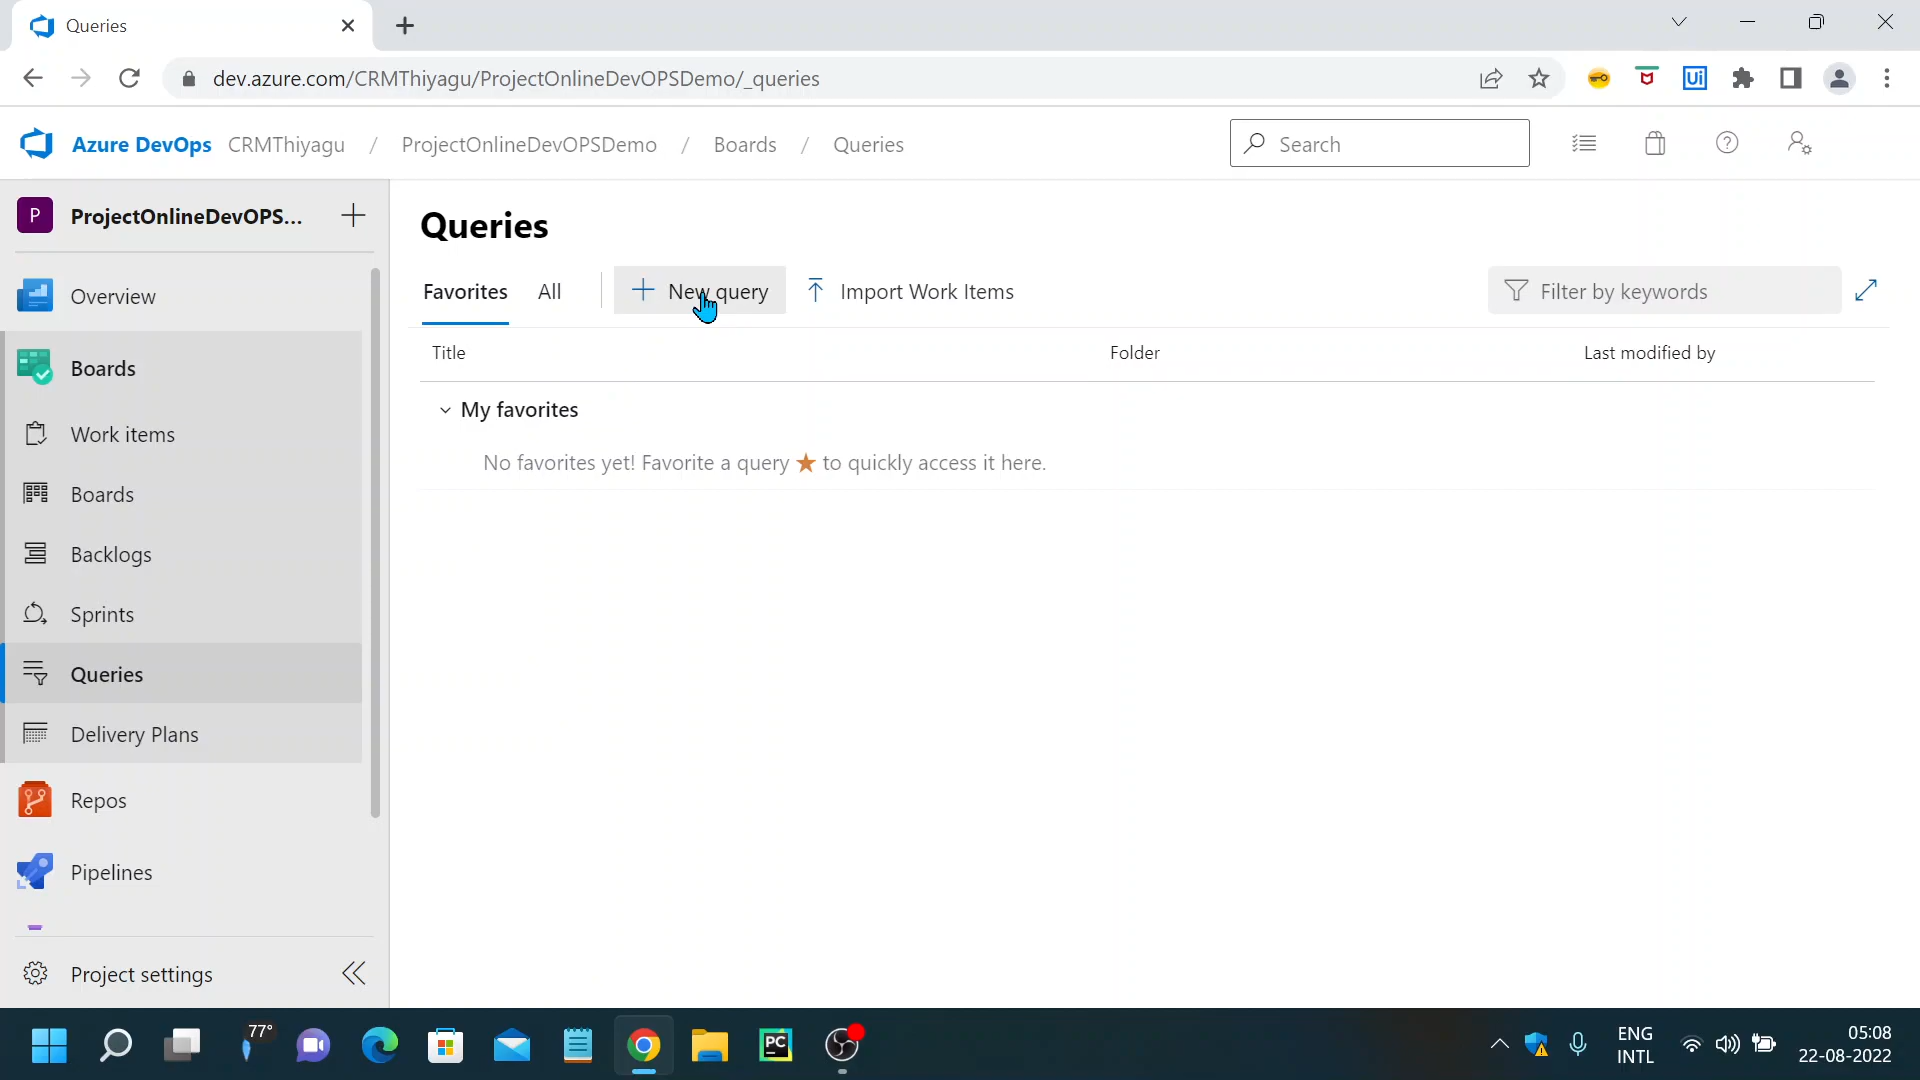 Queries
dev.azure.com/CRMThiyagu/ProjectOnlineDevOPSDemo/_queries
Ui
Azure DevOps CRMThiyagu / ProjectOnlineDevOPSDemo / Boards / Queries
Search
P ProjectOnlineDevOPS...
Overview
Boards
Work items
Boards
Backlogs
Sprints
Queries
Delivery Plans
Repos
Pipelines
Project settings
Queries
Favorites All New query Import Work Items
Filter by keywords
Title Folder Last modified by
My favorites
No favorites yet! Favorite a query ★ to quickly access it here.
77°
PC
ENG
INTL
05:08
22-08-2022